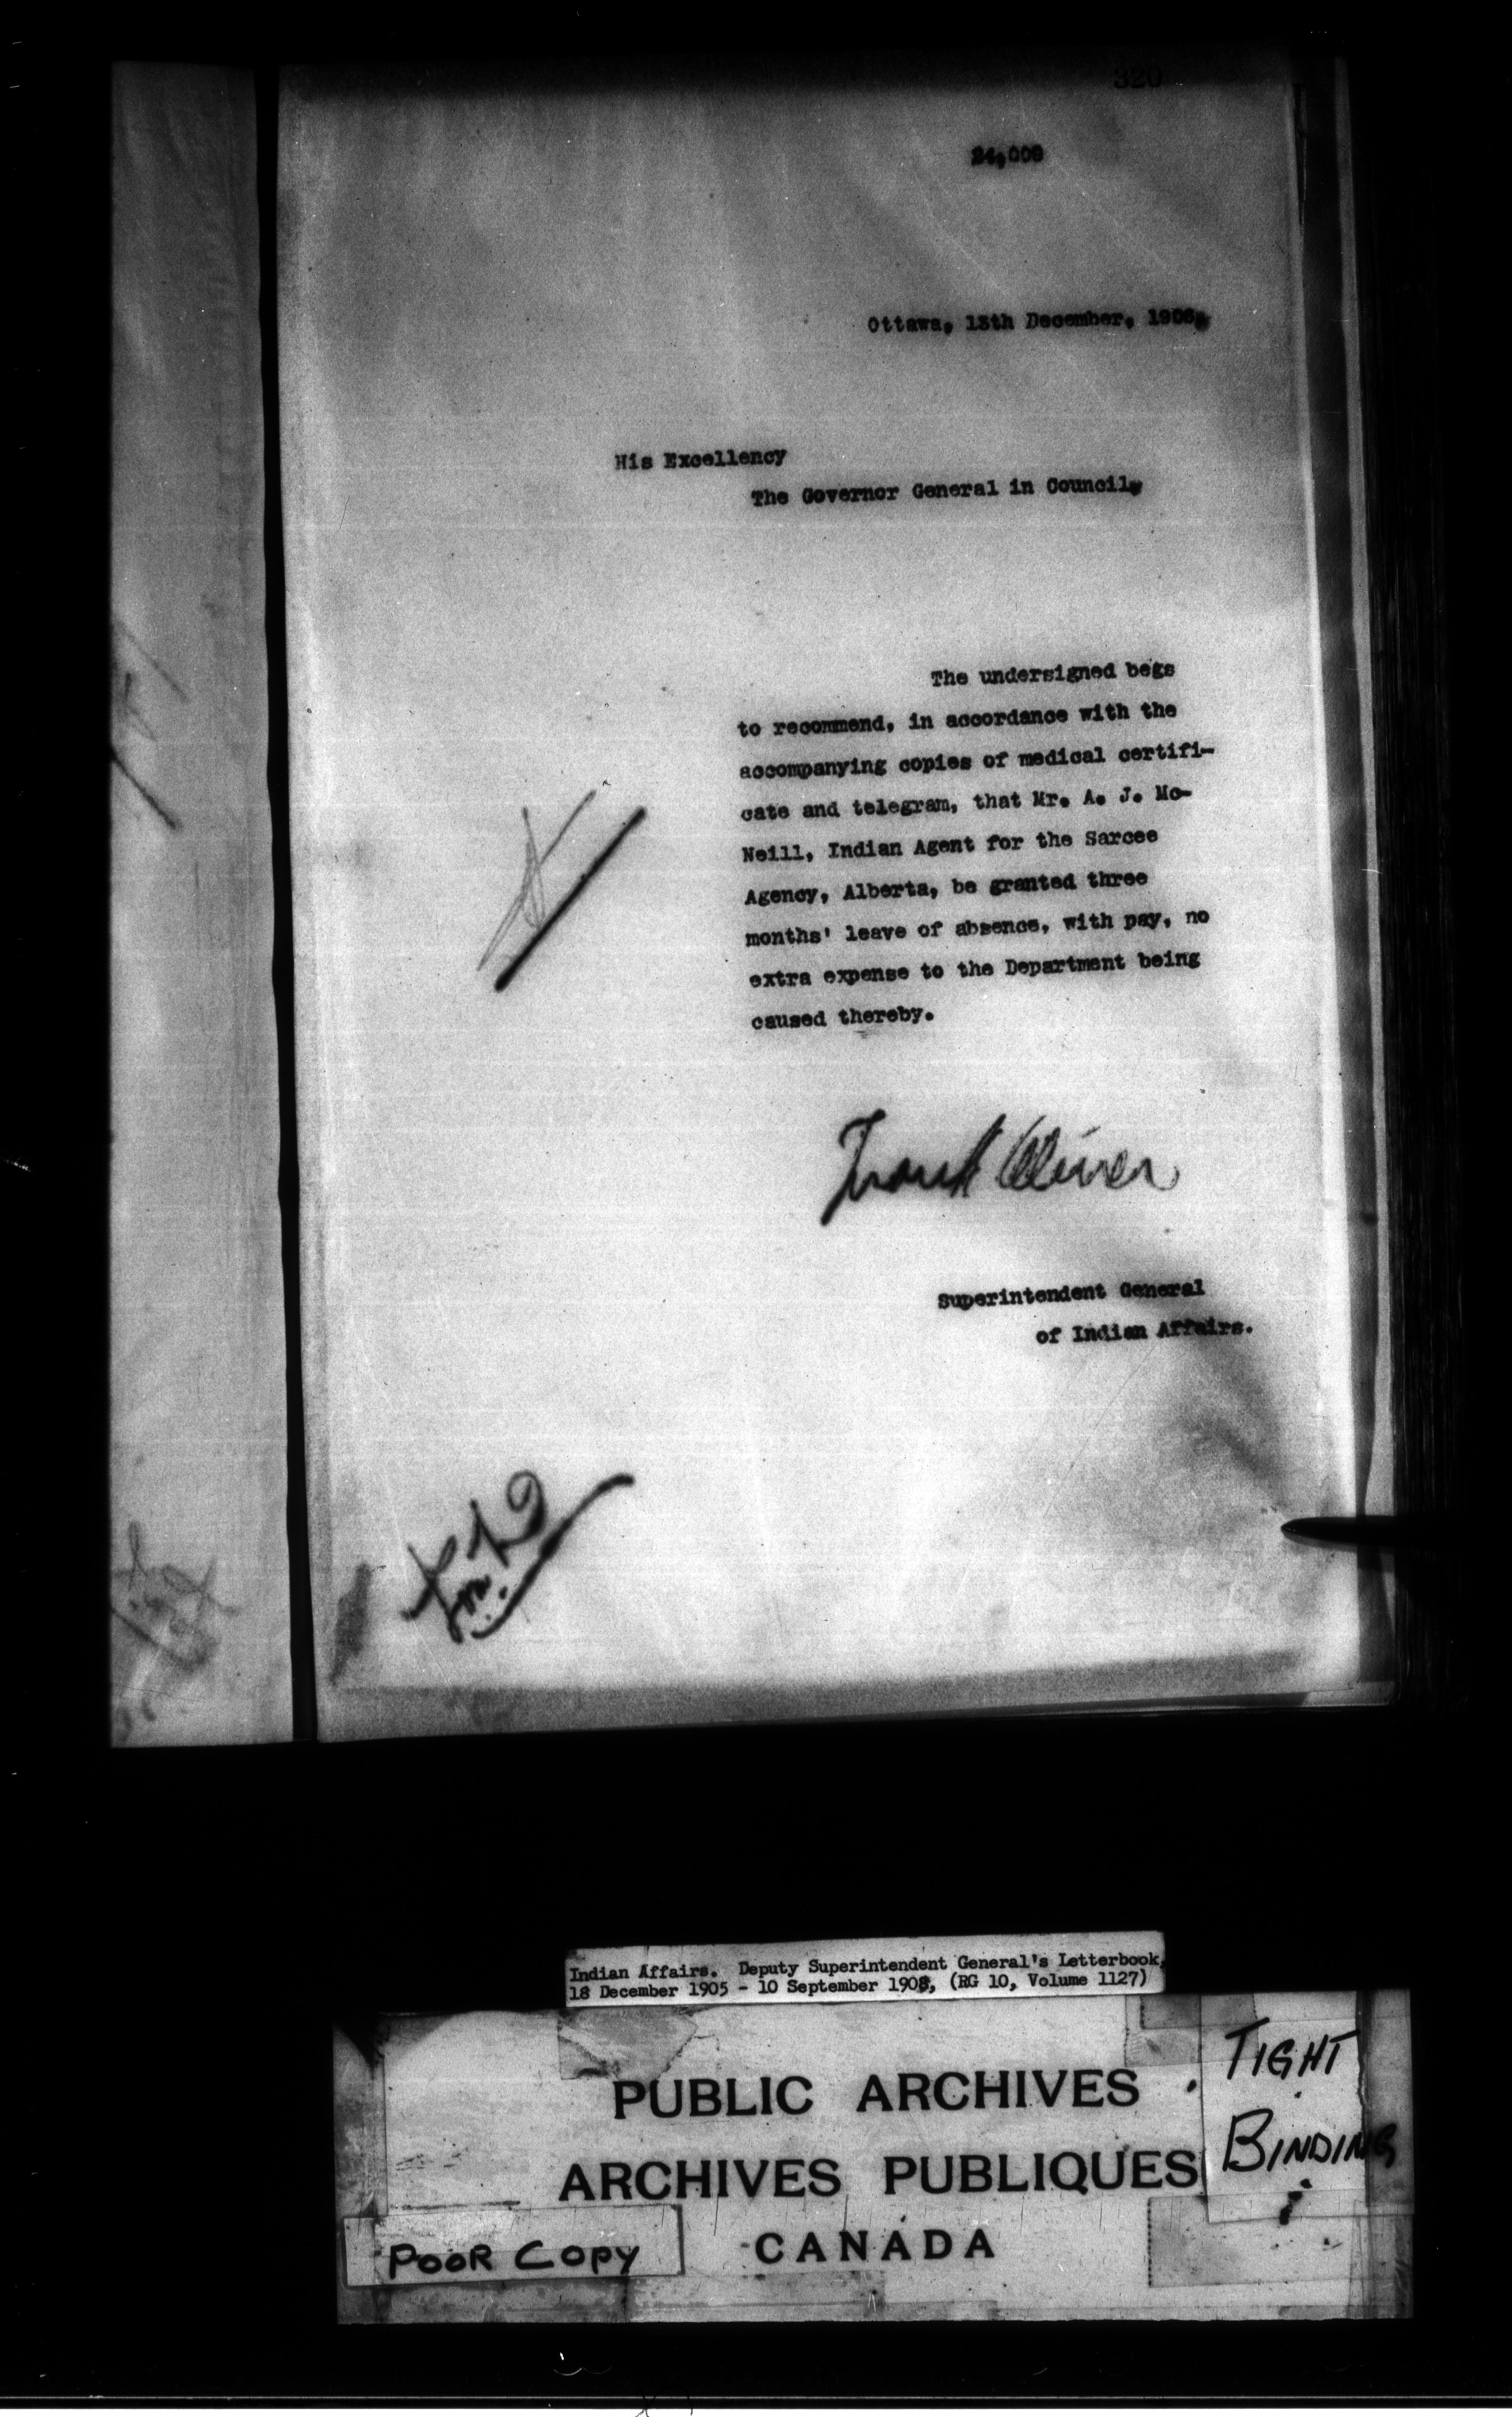 320
24,000
Ottawa, 13th December, 1906.
His Excellency
The Governor General in Council.
The undersigned begs
to recommend, in accordance with the
accompanying copies of medical certifi-
cate and telegram, that Mr. A. J. Mc-
Neill, Indian Agent for the Sarcee
Agency, Alberta, be granted three
months' leave of absence, with pay, no
extra expense to the Department being
caused thereby.
Frank Oliver
Superintendent General
of Indian Affairs.
Indian Affairs. Deputy Superintendent General's Letterbook,
18 December 1905 - 10 September 1908, (RG 10, Volume 1127)
PUBLIC ARCHIVES
ARCHIVES PUBLIQUES
CANADA
TIGHT
BINDING
POOR COPY